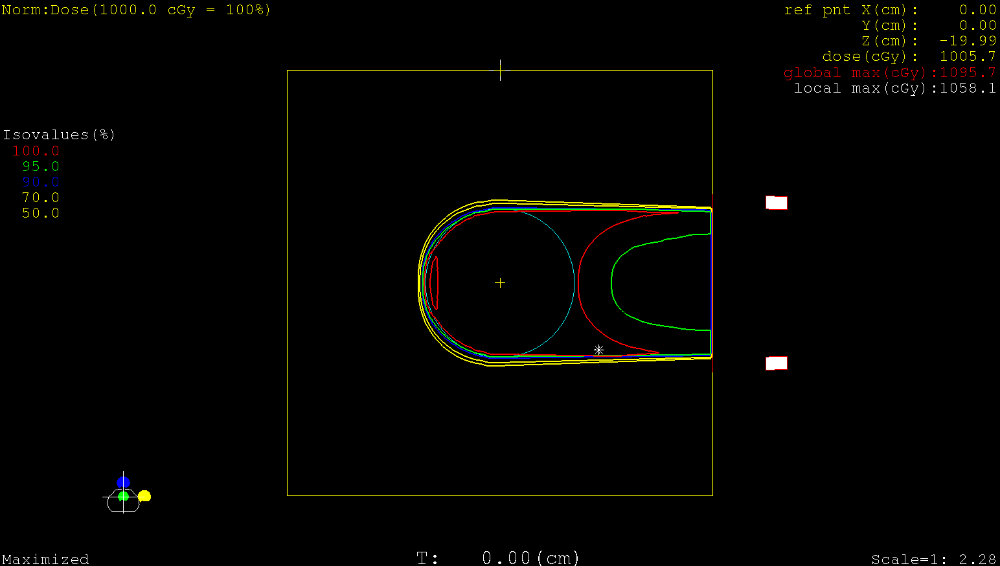 Norm:Dose(1000.0 cGy = 100%)
ref pnt X(cm): 0.00
Y(cm): 0.00
Z(cm): -19.99
dose(cGy): 1005.7
global max(cGy):1095.7
local max(cGy):1058.1
Isovalues(%)
100.0
95.0
90.0
70.0
50.0
Maximized
T: 0.00(cm)
Scale=1: 2.28